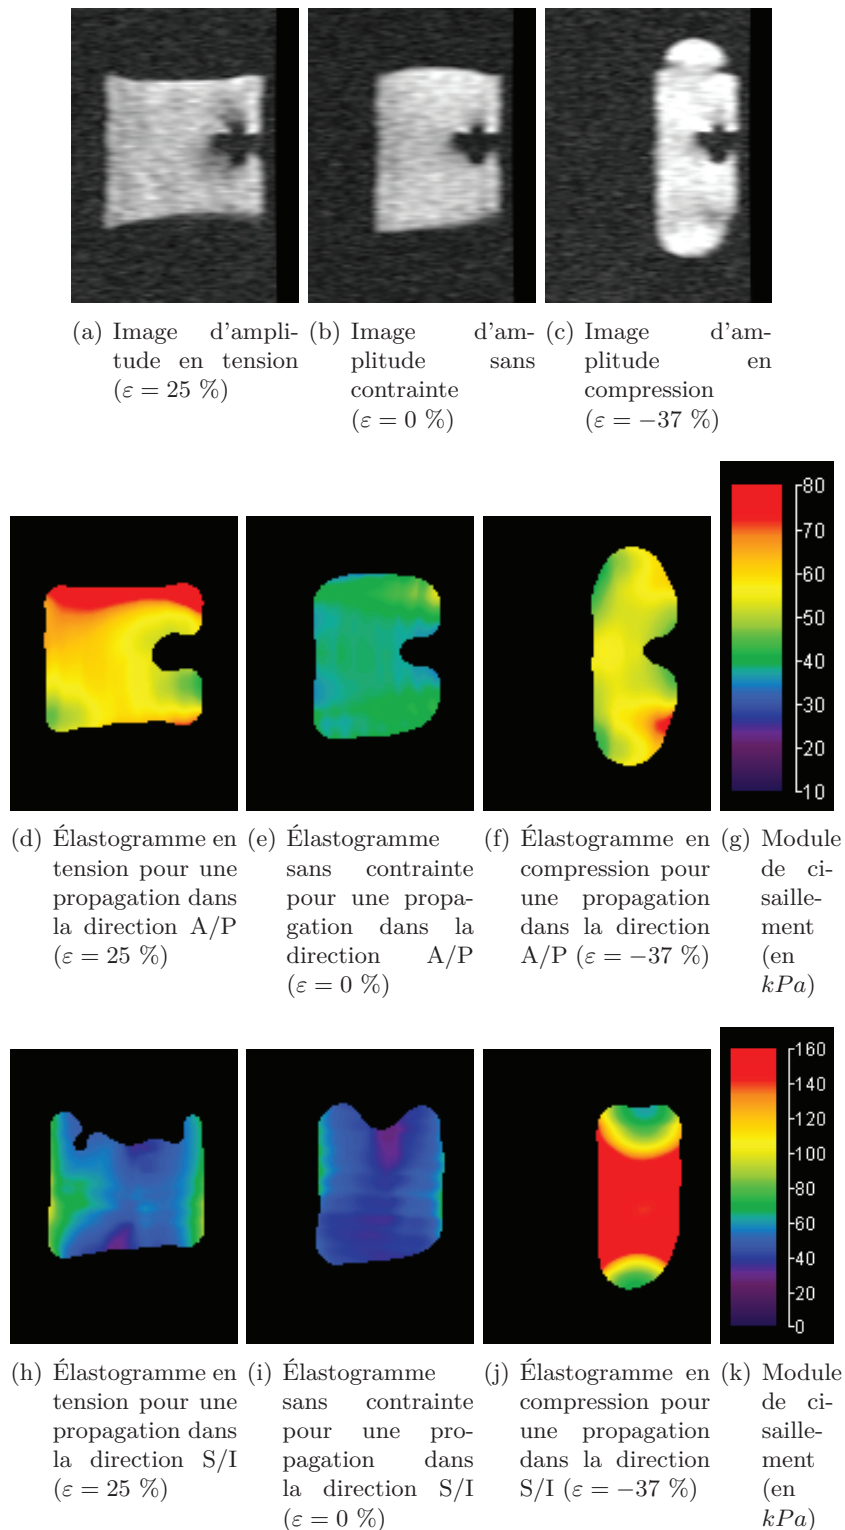 (a) Image d'ampli-
tude en tension
(ε = 25 %)
(b) Image d'am-
plitude sans
contrainte
(ε = 0 %)
(c) Image d'am-
plitude en
compression
(ε = −37 %)
80
70
60
50
40
30
20
10
(d) Élastogramme en
tension pour une
propagation dans
la direction A/P
(ε = 25 %)
(e) Élastogramme
sans contrainte
pour une propa-
gation dans la
direction A/P
(ε = 0 %)
(f) Élastogramme en
compression pour
une propagation
dans la direction
A/P (ε = −37 %)
(g) Module
de ci-
saille-
ment
(en
kPa)
160
140
120
100
80
60
40
20
0
(h) Élastogramme en
tension pour une
propagation dans
la direction S/I
(ε = 25 %)
(i) Élastogramme
sans contrainte
pour une pro-
pagation dans
la direction S/I
(ε = 0 %)
(j) Élastogramme en
compression pour
une propagation
dans la direction
S/I (ε = −37 %)
(k) Module
de ci-
saille-
ment
(en
kPa)